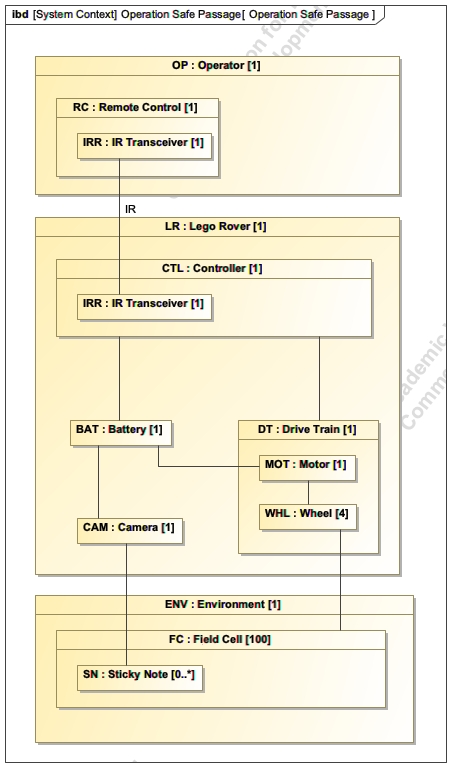 ibd [System Context] Operation Safe Passage[ Operation Safe Passage ]
OP : Operator [1]
RC : Remote Control [1]
IRR : IR Transceiver [1]
IR
LR : Lego Rover [1]
CTL : Controller [1]
IRR : IR Transceiver [1]
BAT : Battery [1]
DT : Drive Train [1]
MOT : Motor [1]
WHL : Wheel [4]
CAM : Camera [1]
ENV : Environment [1]
FC : Field Cell [100]
SN : Sticky Note [0..*]